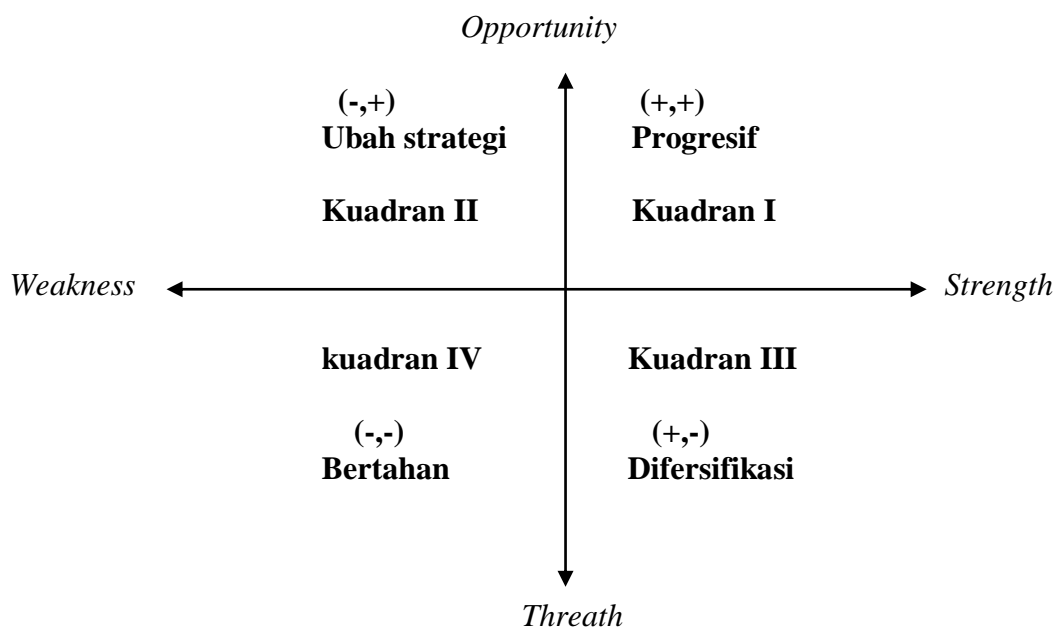 Opportunity
(-,+) (+,+)
Ubah strategi Progresif
Kuadran II Kuadran I
Weakness Strength
kuadran IV Kuadran III
(-,-) (+,-)
Bertahan Difersifikasi
Threath